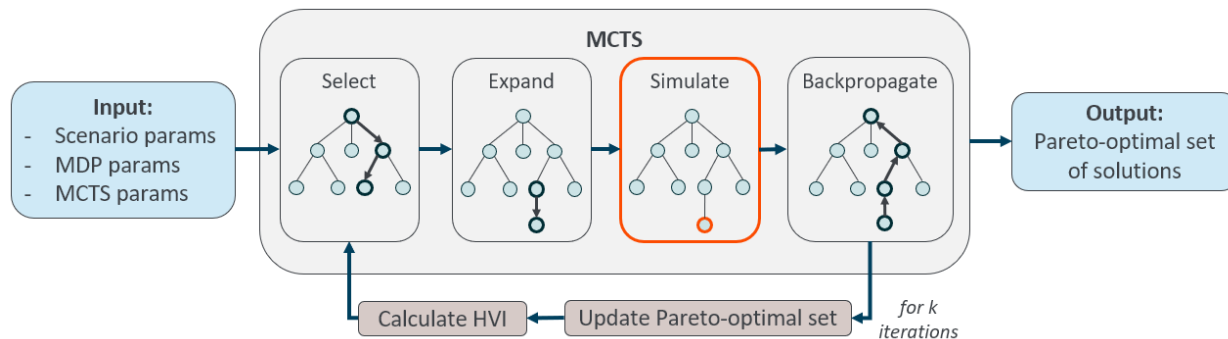 MCTS
Input:
- Scenario params
- MDP params
- MCTS params
Select
Expand
Simulate
Backpropagate
Output:
Pareto-optimal set
of solutions
Calculate HVI
Update Pareto-optimal set
for k
iterations